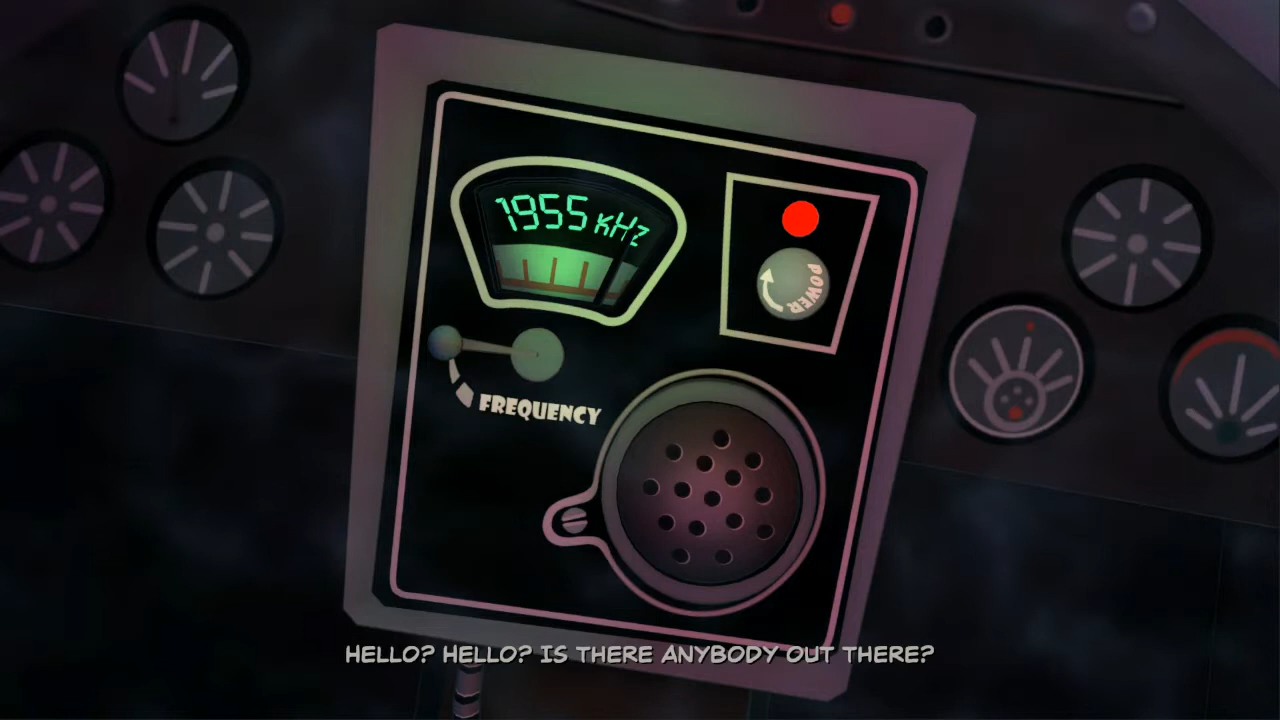 1955 kHz
POWER
FREQUENCY
HELLO? HELLO? IS THERE ANYBODY OUT THERE?